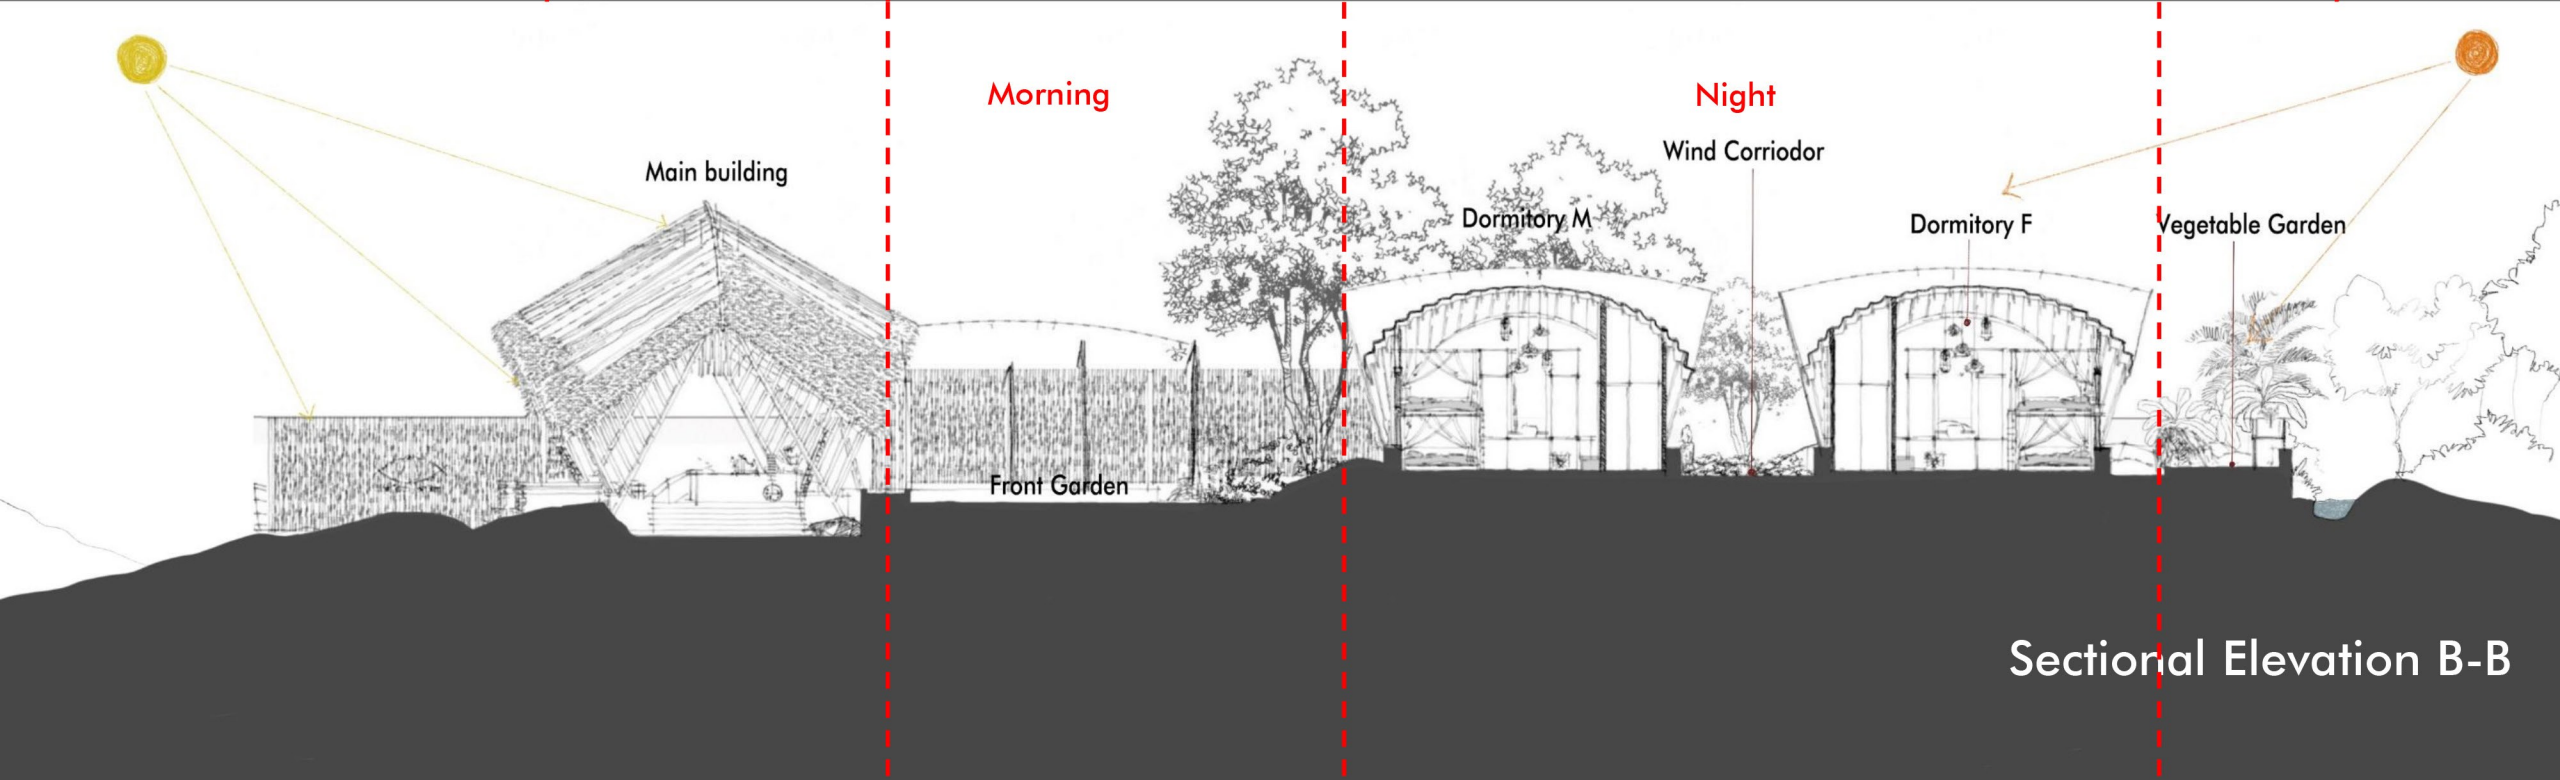 Morning
Night
Wind Corriodor
Main building
Dormitory M
Dormitory F
Vegetable Garden
Front Garden
Sectional Elevation B-B